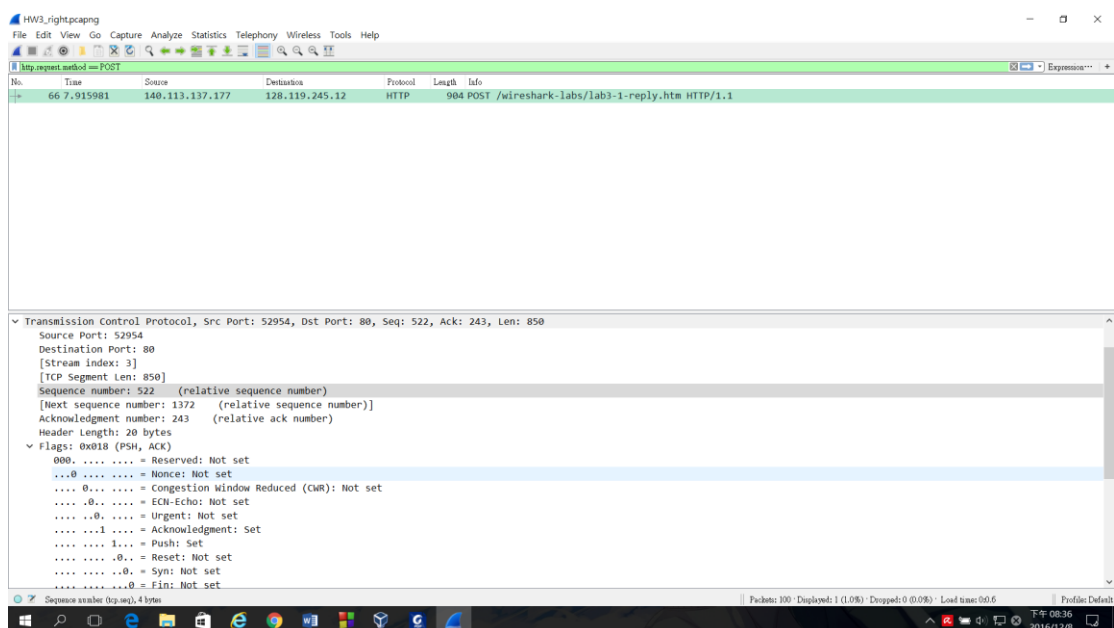 HW3_right.pcapng
File Edit View Go Capture Analyze Statistics Telephony Wireless Tools Help
http.request.method == POST Expression… +
No. Time Source Destination Protocol Length Info
66 7.915981 140.113.137.177 128.119.245.12 HTTP 904 POST /wireshark-labs/lab3-1-reply.htm HTTP/1.1
Transmission Control Protocol, Src Port: 52954, Dst Port: 80, Seq: 522, Ack: 243, Len: 850
Source Port: 52954
Destination Port: 80
[Stream index: 3]
[TCP Segment Len: 850]
Sequence number: 522 (relative sequence number)
[Next sequence number: 1372 (relative sequence number)]
Acknowledgment number: 243 (relative ack number)
Header Length: 20 bytes
Flags: 0x018 (PSH, ACK)
000. .... .... = Reserved: Not set
...0 .... .... = Nonce: Not set
.... 0... .... = Congestion Window Reduced (CWR): Not set
.... .0.. .... = ECN-Echo: Not set
.... ..0. .... = Urgent: Not set
.... ...1 .... = Acknowledgment: Set
.... .... 1... = Push: Set
.... .... .0.. = Reset: Not set
.... .... ..0. = Syn: Not set
.... .... ...0 = Fin: Not set
Sequence number (tcp.seq), 4 bytes Packets: 100 · Displayed: 1 (1.0%) · Dropped: 0 (0.0%) · Load time: 0:0.6 Profile: Default
下午 08:36
2016/12/8